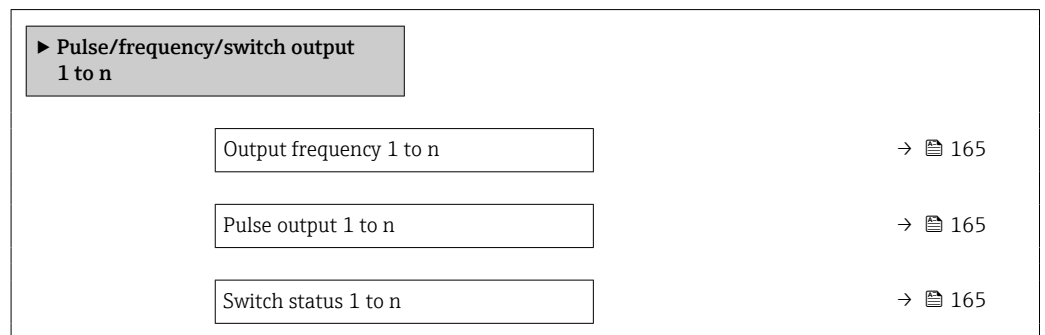 ▶ Pulse/frequency/switch output
1 to n
Output frequency 1 to n → 165
Pulse output 1 to n → 165
Switch status 1 to n → 165